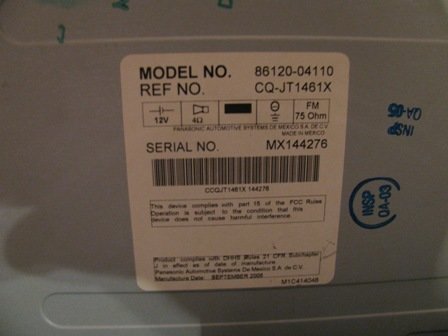 MODEL NO. 86120-04110
REF NO. CQ-JT1461X
12V
4Ω
FM
75 Ohm
PANASONIC AUTOMOTIVE SYSTEMS DE MEXICO S.A. DE C.V.
MADE IN MEXICO
SERIAL NO. MX144276
CCQJT1461X 144276
This device complies with part 15 of the FCC Rules
Operation is subject to the condition that this
device does not cause harmful interference.
Product complies with DHHS Rules 21 CFR Subchapter
J in effect as of date of manufacture.
Panasonic Automotive Systems De Mexico S.A. de C.V.
Manufacture Date: SEPTEMBER 2006
M1C414048
INSP
QA-05
INSP
QA-03